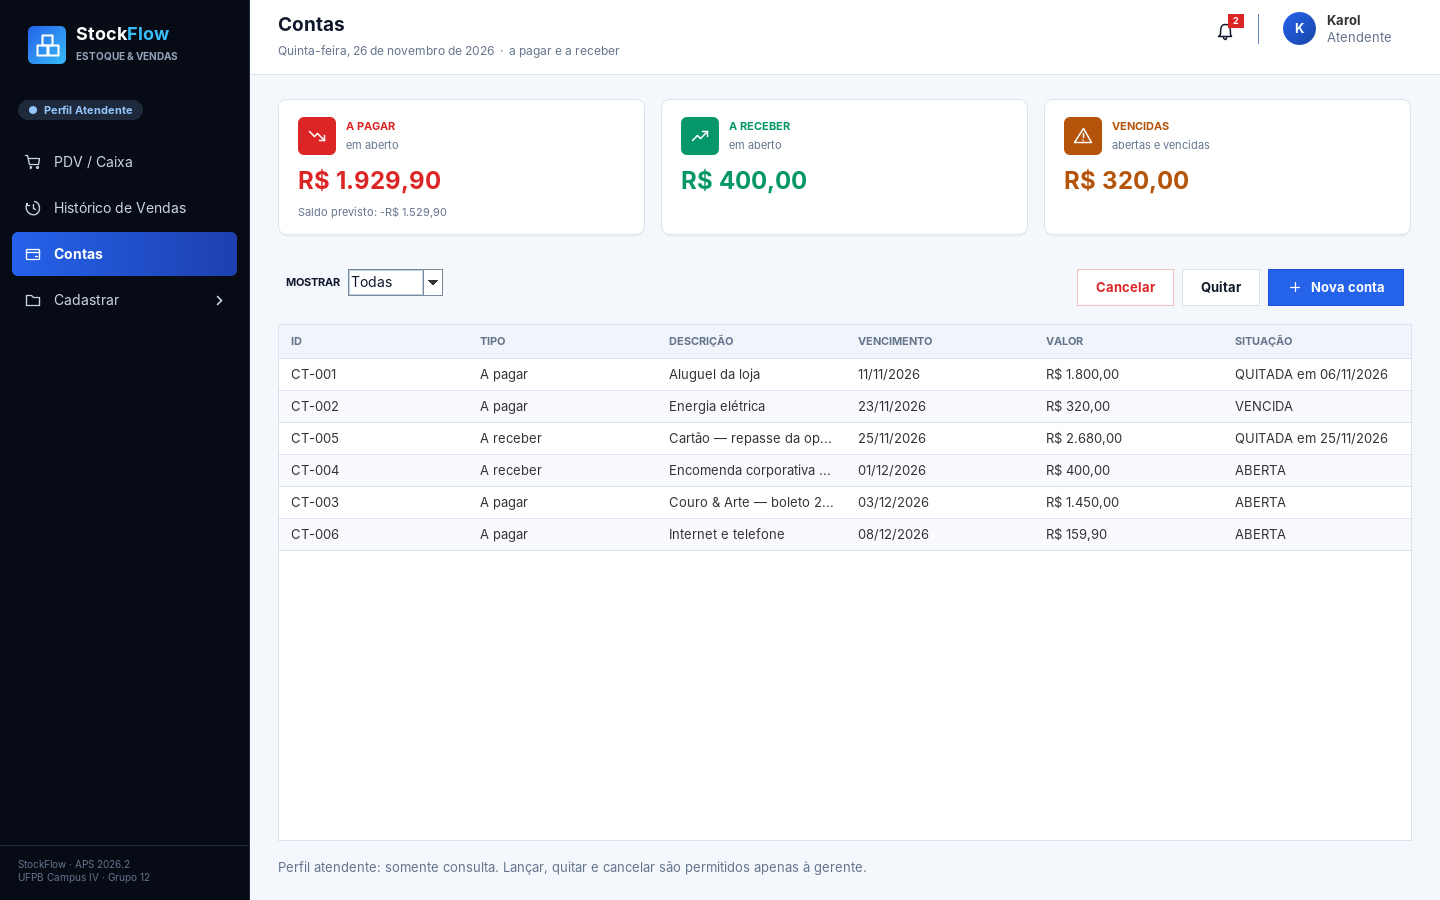 StockFlow
ESTOQUE & VENDAS
Perfil Atendente
PDV / Caixa
Histórico de Vendas
Contas
Cadastrar
StockFlow · APS 2026.2
UFPB Campus IV · Grupo 12
Contas
Quinta-feira, 26 de novembro de 2026 · a pagar e a receber
2
K
Karol
Atendente
A PAGAR
em aberto
R$ 1.929,90
Saldo previsto: -R$ 1.529,90
A RECEBER
em aberto
R$ 400,00
VENCIDAS
abertas e vencidas
R$ 320,00
MOSTRAR Todas
Cancelar Quitar + Nova conta
ID TIPO DESCRIÇÃO VENCIMENTO VALOR SITUAÇÃO
CT-001 A pagar Aluguel da loja 11/11/2026 R$ 1.800,00 QUITADA em 06/11/2026
CT-002 A pagar Energia elétrica 23/11/2026 R$ 320,00 VENCIDA
CT-005 A receber Cartão — repasse da op... 25/11/2026 R$ 2.680,00 QUITADA em 25/11/2026
CT-004 A receber Encomenda corporativa ... 01/12/2026 R$ 400,00 ABERTA
CT-003 A pagar Couro & Arte — boleto 2... 03/12/2026 R$ 1.450,00 ABERTA
CT-006 A pagar Internet e telefone 08/12/2026 R$ 159,90 ABERTA
Perfil atendente: somente consulta. Lançar, quitar e cancelar são permitidos apenas à gerente.